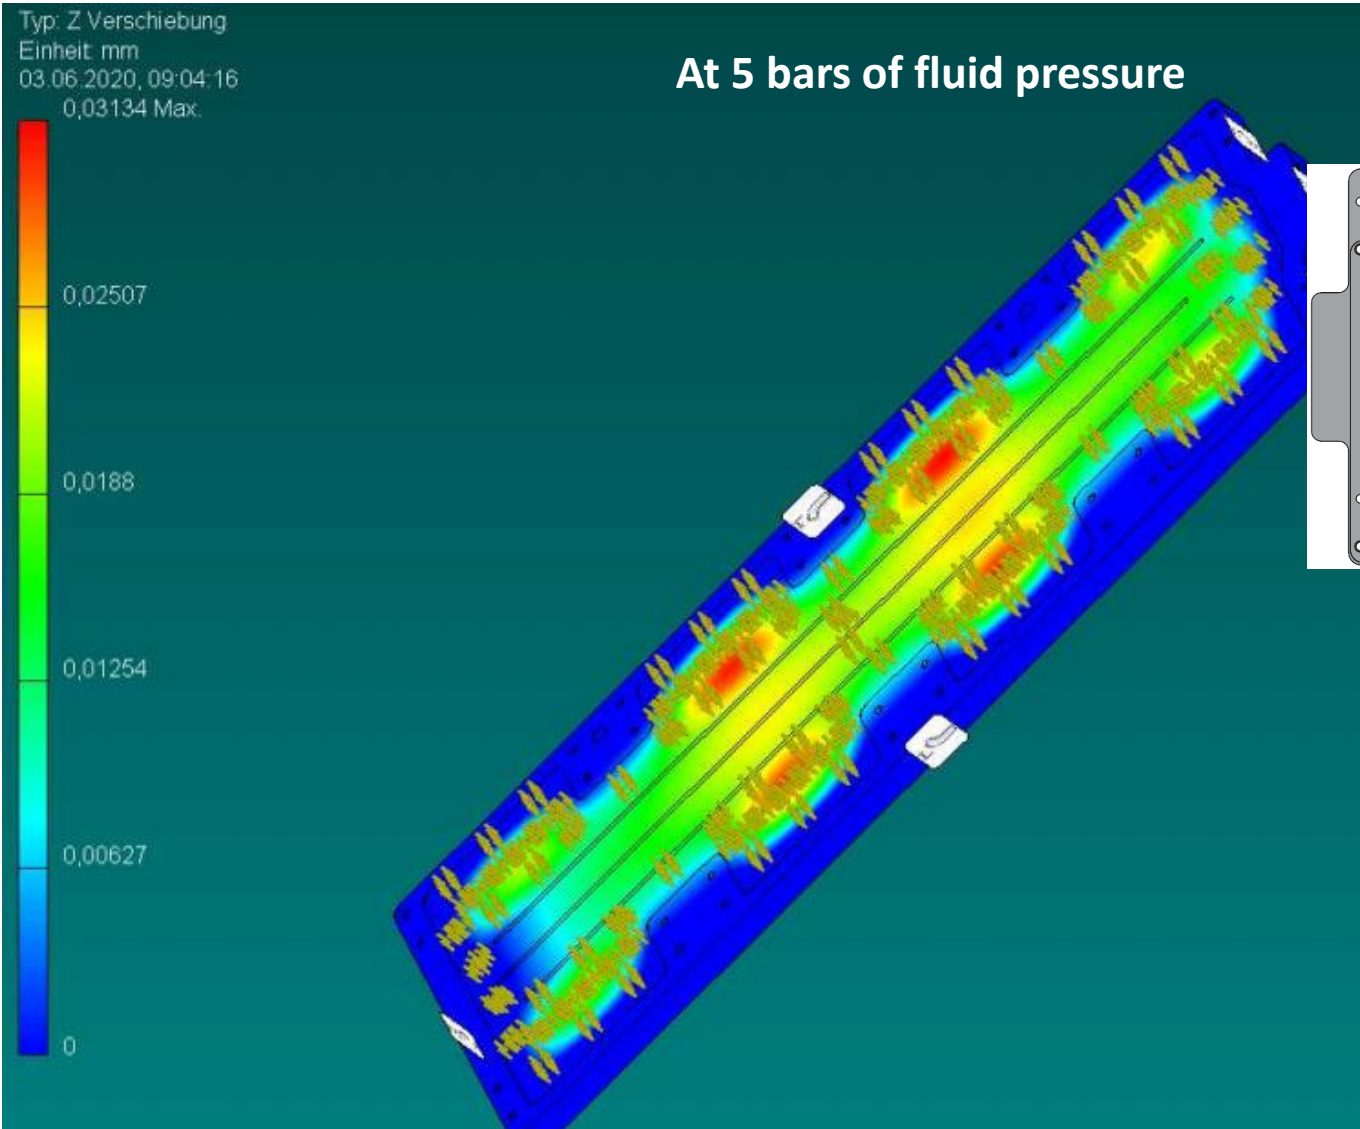 Typ: Z Verschiebung
Einheit: mm
03.06.2020, 09:04:16
0,03134 Max.
At 5 bars of fluid pressure
0,02507
0,0188
0,01254
0,00627
0